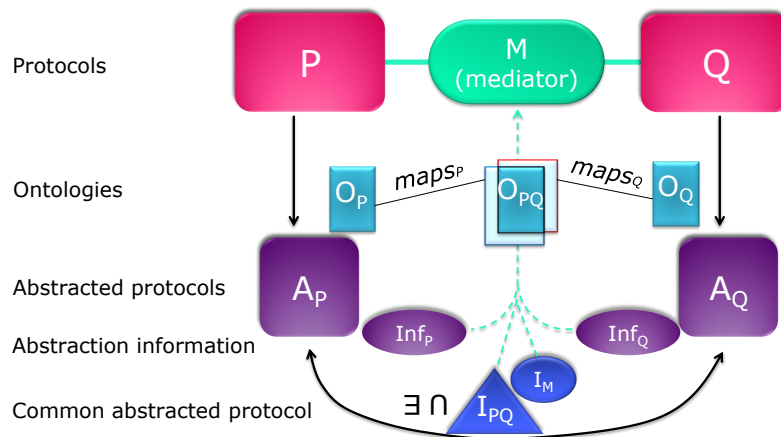 Protocols
P
M
(mediator)
Q
Ontologies
O_P
maps_P
O_PQ
maps_Q
O_Q
Abstracted protocols
A_P
A_Q
Abstraction information
Inf_P
Inf_Q
Common abstracted protocol
∃ ∩
I_PQ
I_M